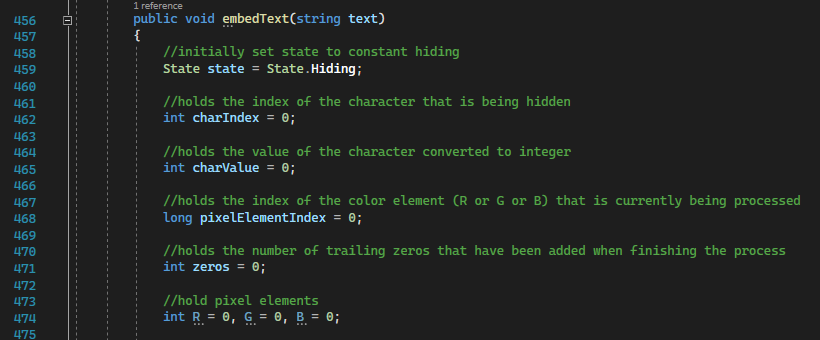 1 reference
456 public void embedText(string text)
457 {
458 //initially set state to constant hiding
459 State state = State.Hiding;
460
461 //holds the index of the character that is being hidden
462 int charIndex = 0;
463
464 //holds the value of the character converted to integer
465 int charValue = 0;
466
467 //holds the index of the color element (R or G or B) that is currently being processed
468 long pixelElementIndex = 0;
469
470 //holds the number of trailing zeros that have been added when finishing the process
471 int zeros = 0;
472
473 //hold pixel elements
474 int R = 0, G = 0, B = 0;
475